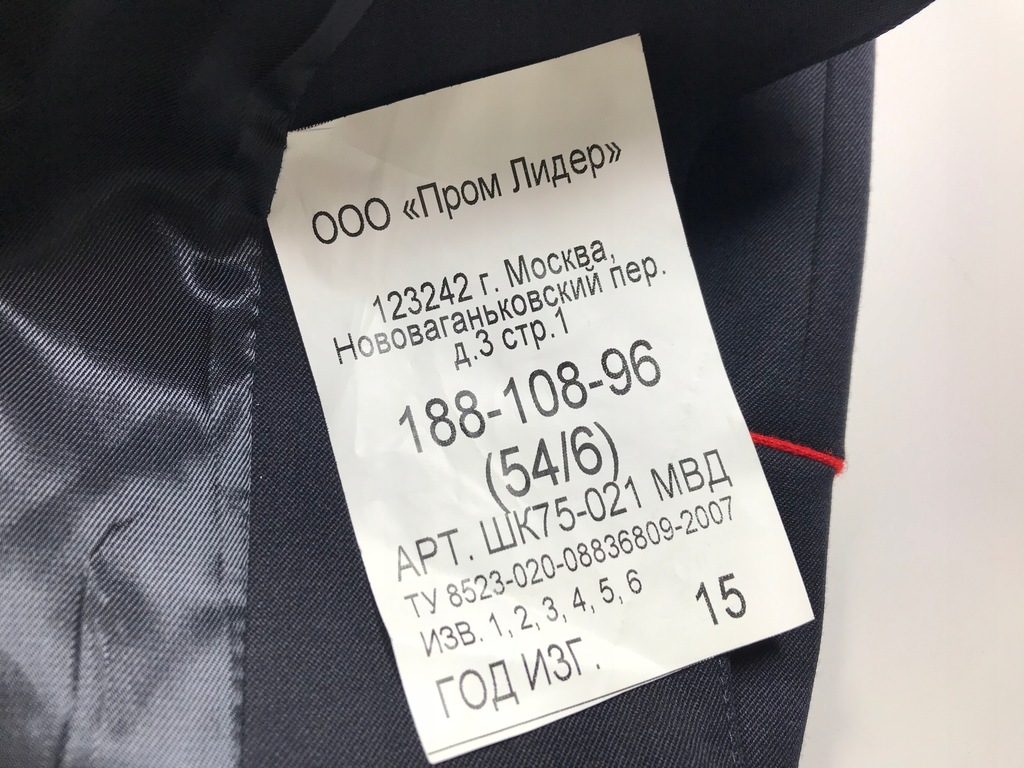 ООО «Пром Лидер»
123242 г. Москва,
Нововаганьковский пер.
д.3 стр.1
188-108-96
(54/6)
АРТ. ШК75-021 МВД
ТУ 8523-020-08836809-2007
ИЗВ. 1, 2, 3, 4, 5, 6
ГОД ИЗГ. 15